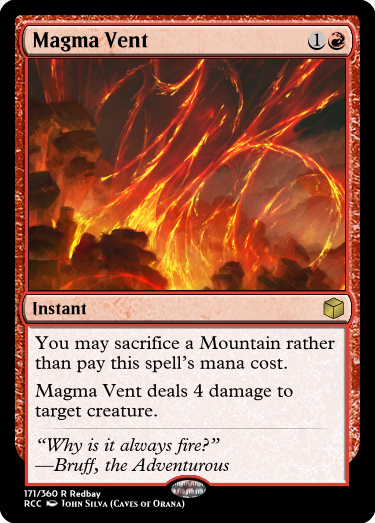 Magma Vent 1
Instant
You may sacrifice a Mountain rather
than pay this spell's mana cost.
Magma Vent deals 4 damage to
target creature.
“Why is it always fire?”
—Bruff, the Adventurous
171/360 R Redbay
RCC John Silva (Caves of Orana)